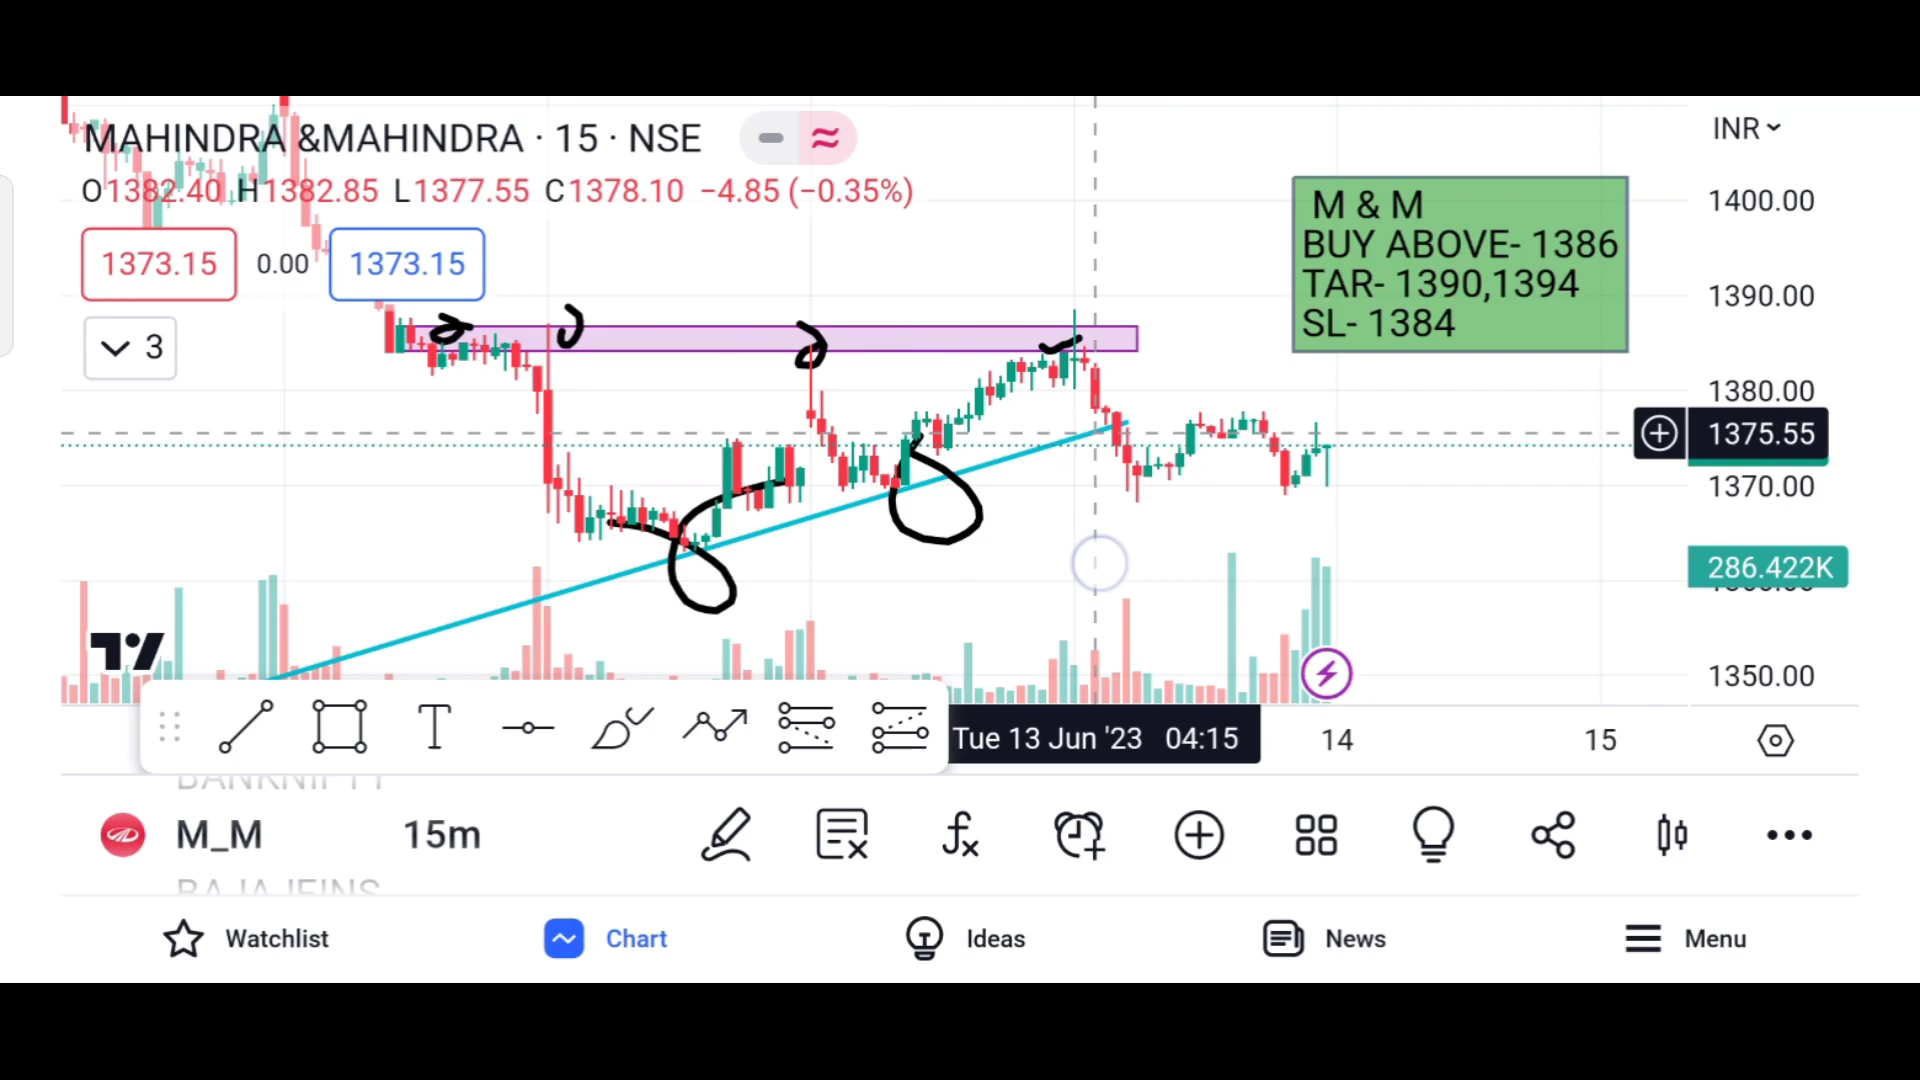 MAHINDRA &MAHINDRA · 15 · NSE
O1382.40 H1382.85 L1377.55 C1378.10 −4.85 (−0.35%)
1373.15 0.00 1373.15
3
INR
M & M
BUY ABOVE- 1386
TAR- 1390,1394
SL- 1384
1400.00
1390.00
1380.00
1375.55
1370.00
286.422K
1350.00
Tue 13 Jun '23 04:15
14
15
BANKNIFTY
M_M
15m
BAJAJFINS
Watchlist
Chart
Ideas
News
Menu